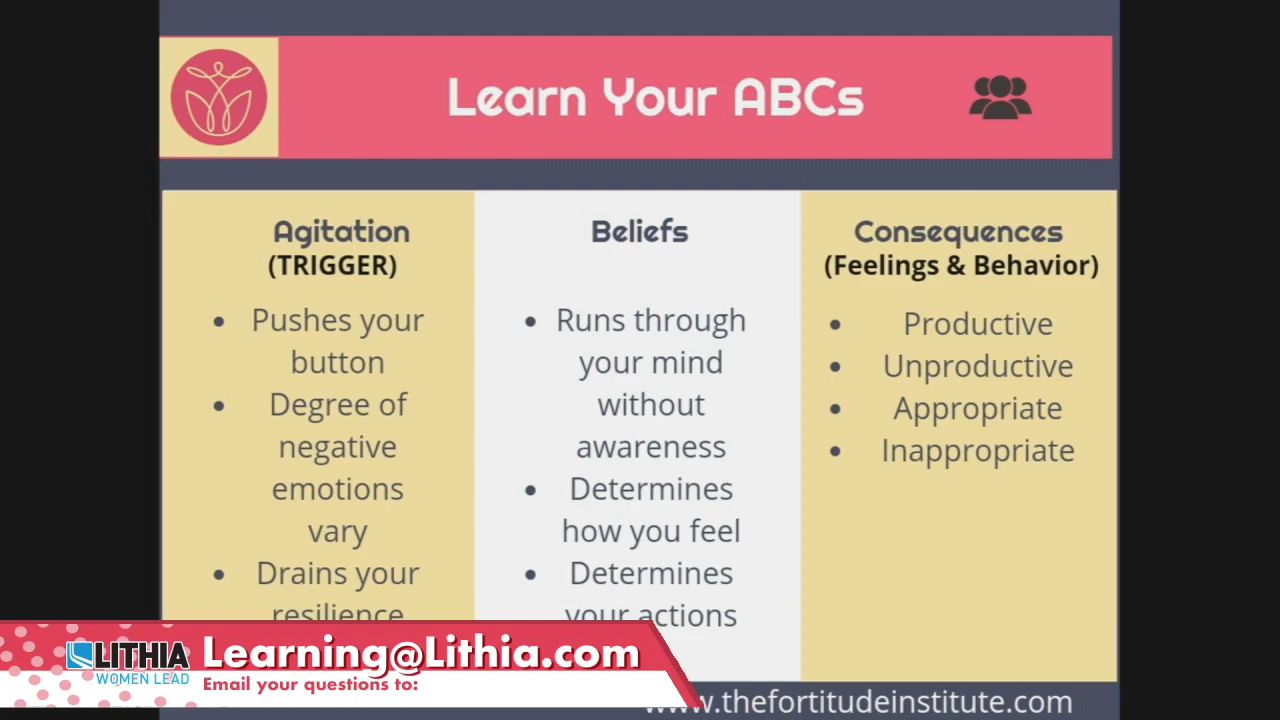 Learn Your ABCs
Agitation
(TRIGGER)
• Pushes your
button
• Degree of
negative
emotions
vary
• Drains your
resilience
Beliefs
• Runs through
your mind
without
awareness
• Determines
how you feel
• Determines
your actions
Consequences
(Feelings & Behavior)
• Productive
• Unproductive
• Appropriate
• Inappropriate
LITHIA
WOMEN LEAD
Learning@Lithia.com
Email your questions to:
www.thefortitudeinstitute.com